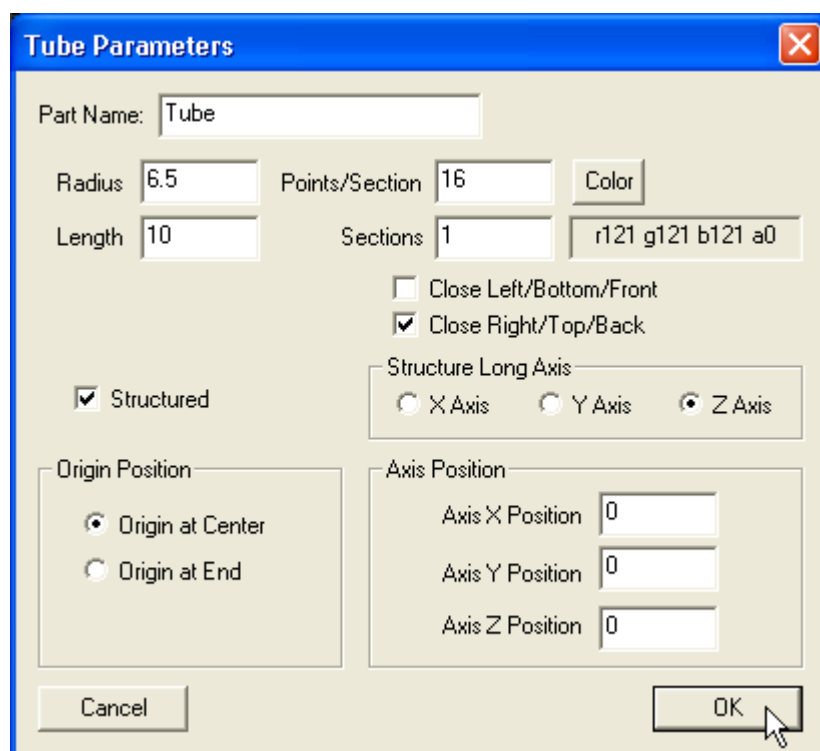 Tube Parameters
Part Name: Tube
Radius 6.5 Points/Section 16 Color
Length 10 Sections 1 r121 g121 b121 a0
Close Left/Bottom/Front
Close Right/Top/Back
Structure Long Axis
Structured X Axis Y Axis Z Axis
Origin Position Axis Position
Origin at Center Axis X Position 0
Origin at End Axis Y Position 0
Axis Z Position 0
Cancel OK